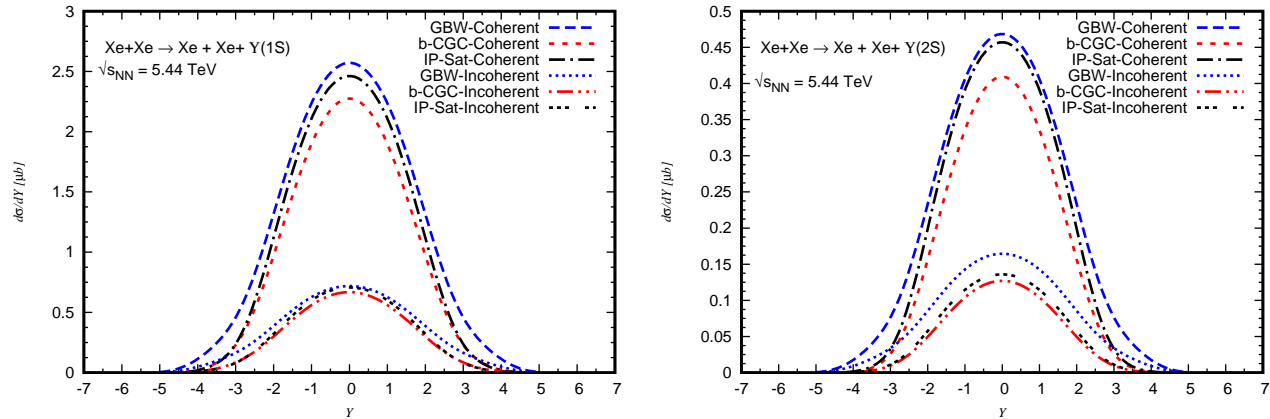 3
2.5
2
1.5
1
0.5
0
dσ/dY [μb]
Xe+Xe → Xe + Xe+ ϒ(1S)
√sNN = 5.44 TeV
GBW-Coherent
b-CGC-Coherent
IP-Sat-Coherent
GBW-Incoherent
b-CGC-Incoherent
IP-Sat-Incoherent
-7 -6 -5 -4 -3 -2 -1 0 1 2 3 4 5 6 7
Y
0.5
0.45
0.4
0.35
0.3
0.25
0.2
0.15
0.1
0.05
0
dσ/dY [μb]
Xe+Xe → Xe + Xe+ ϒ(2S)
√sNN = 5.44 TeV
GBW-Coherent
b-CGC-Coherent
IP-Sat-Coherent
GBW-Incoherent
b-CGC-Incoherent
IP-Sat-Incoherent
-7 -6 -5 -4 -3 -2 -1 0 1 2 3 4 5 6 7
Y